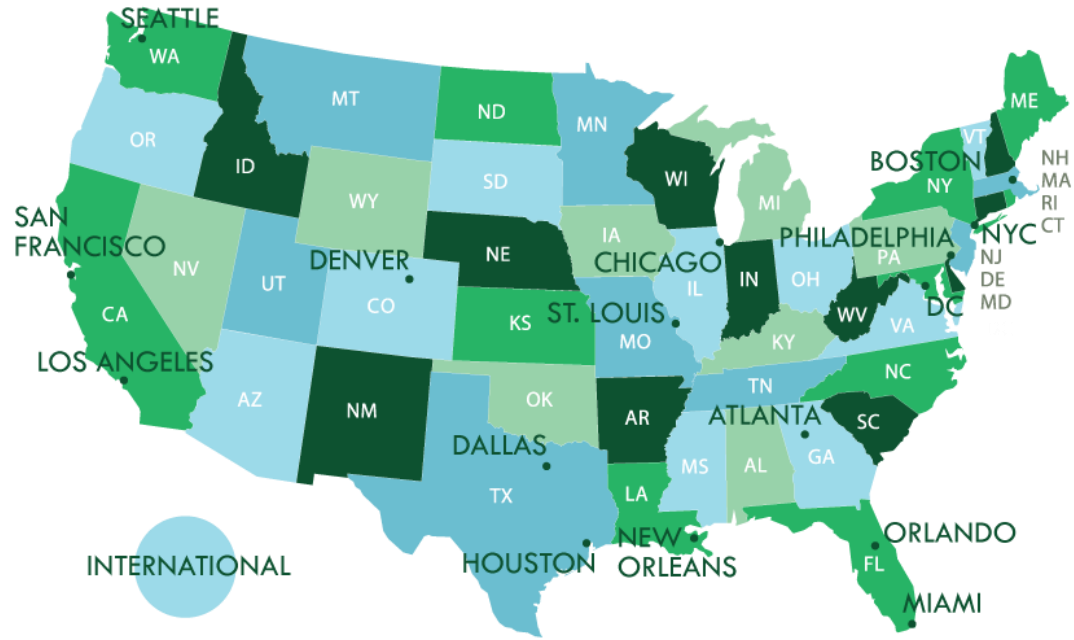 SEATTLE
WA
MT
ND
MN
ME
OR
ID
SD
WI
VT
BOSTON
NH
MA
RI
CT
WY
NY
MI
SAN
FRANCISCO
NV
UT
DENVER
CO
NE
IA
CHICAGO
IL
IN
OH
PHILADELPHIA
PA
NYC
NJ
DE
MD
DC
CA
KS
ST. LOUIS
MO
WV
VA
KY
LOS ANGELES
AZ
NM
OK
AR
TN
NC
ATLANTA
SC
GA
DALLAS
TX
LA
MS
AL
HOUSTON
NEW
ORLEANS
ORLANDO
FL
MIAMI
INTERNATIONAL